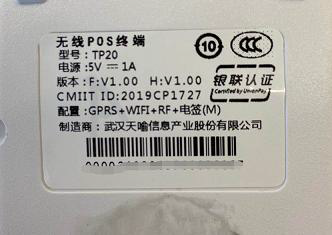 无线POS终端
型号：TP20
电源：5V⎓1A
版本：F:V1.00 H:V1.00
CMIIT ID:2019CP1727
配置：GPRS+WIFI+RF+电签(M)
制造商：武汉天喻信息产业股份有限公司
10
CCC
银联认证
Certified by UnionPay